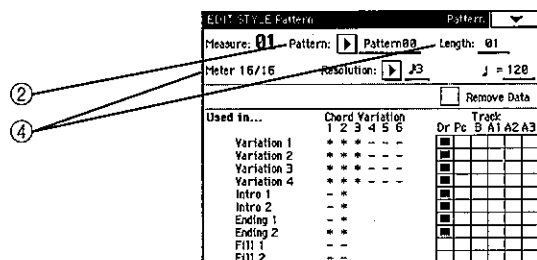 EDIT STYLE Pattern Pattern
Measure: 01 Pattern: Pattern00 Length: 01
Meter 16/16 Resolution: ♪3 ♩ = 120
②
④
Remove Data
Used in... Chord Variation Track
1 2 3 4 5 6 Dr Pc B A1 A2 A3
Variation 1 * * * - - -
Variation 2 * * * - - -
Variation 3 * * * - - -
Variation 4 * * * - - -
Intro 1 - *
Intro 2 - *
Ending 1 - *
Ending 2 * *
Fill 1 - -
Fill 2 - -